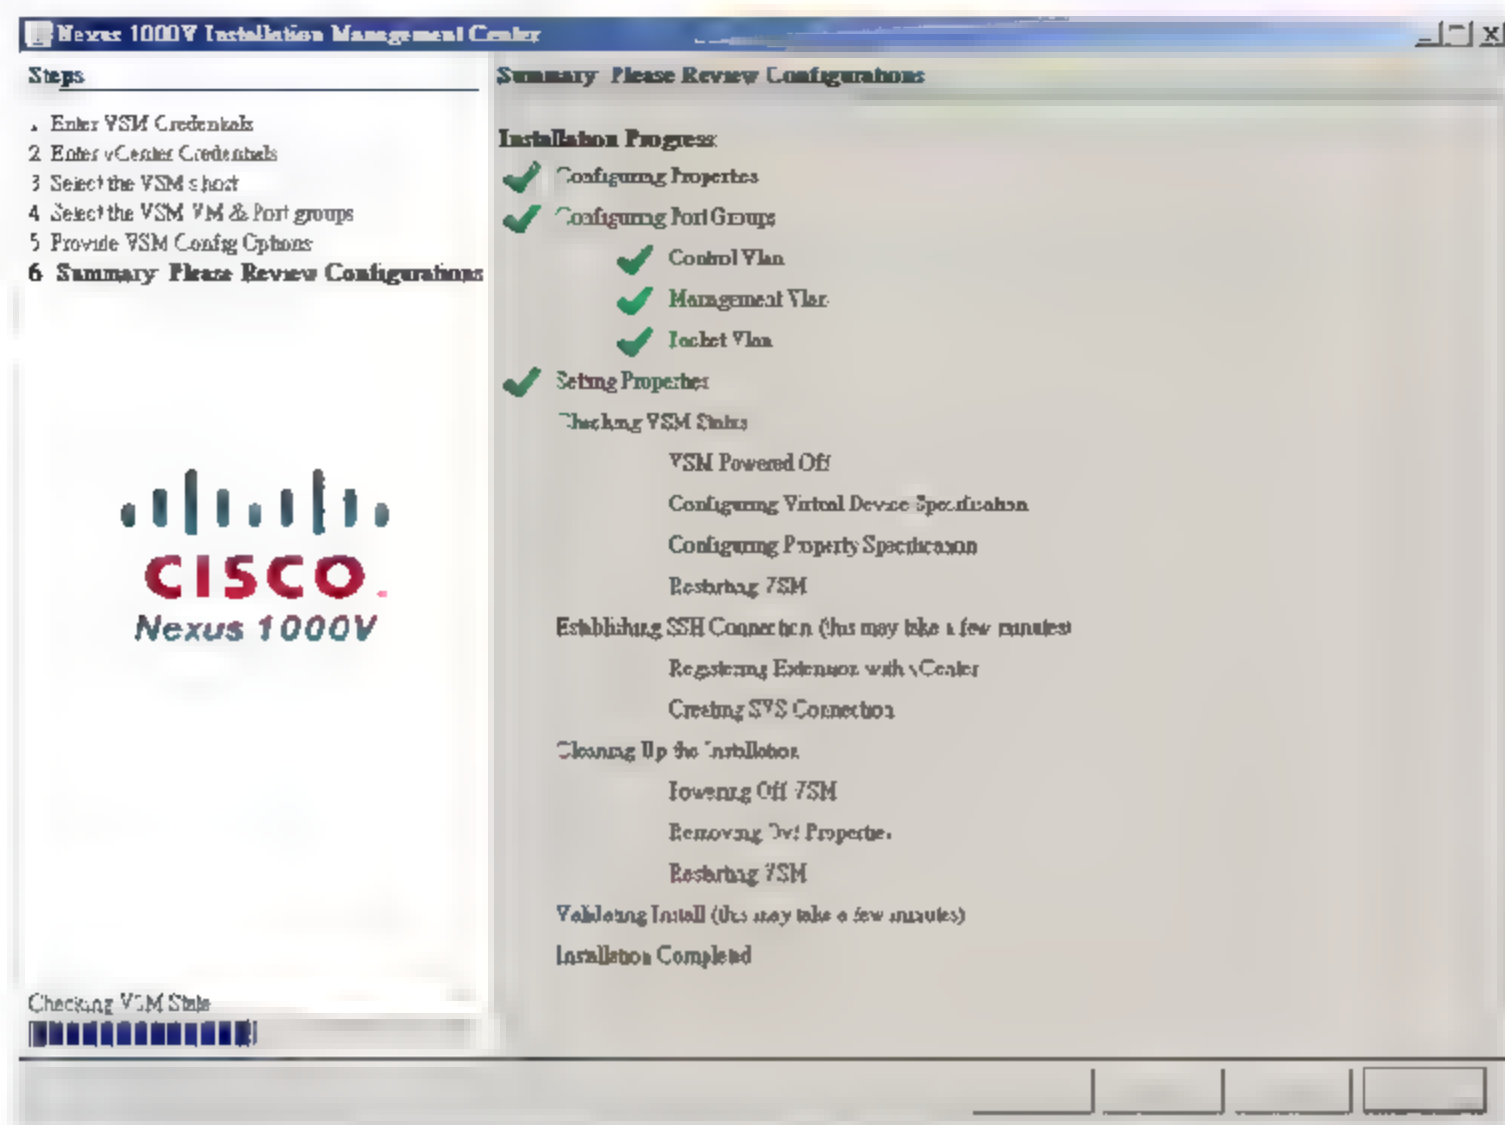 Nexus 1000V Installation Management Center
Steps
Enter VSM Credentials
2 Enter vCenter Credentials
3 Select the VSM's host
4 Select the VSM VM & Port groups
5 Provide VSM Config Options
6 Summary Please Review Configurations
CISCO.
Nexus 1000V
Checking VSM State
Summary Please Review Configurations
Installation Progress:
Configuring Properties
Configuring Port Groups
Control Vlan
Management Vlan
Packet Vlan
Setting Properties
Checking VSM Status
VSM Powered Off
Configuring Virtual Device Specification
Configuring Property Specification
Restarting VSM
Establishing SSH Connection (this may take a few minutes)
Registering Extension with vCenter
Creating SVS Connection
Cleaning Up the Installation
Powering Off VSM
Removing Ovf Properties
Restarting VSM
Validating Install (this may take a few minutes)
Installation Completed